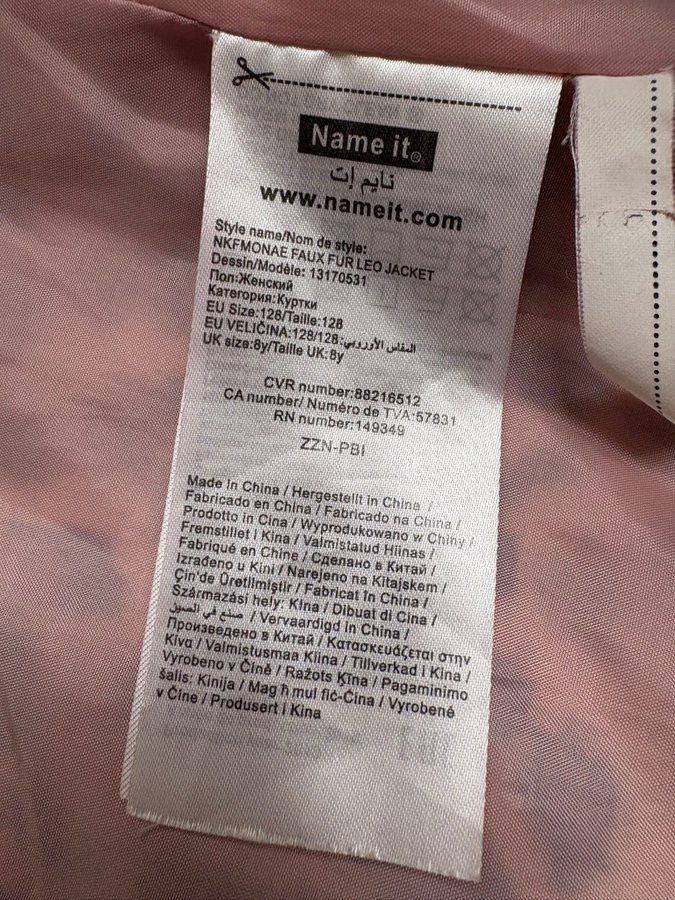 Name it®
نايم إت
www.nameit.com
Style name/Nom de style:
NKFMONAE FAUX FUR LEO JACKET
Dessin/Modèle: 13170531
Пол:Женский
Категория:Куртки
EU Size:128/Taille:128
EU VELIČINA:128/128:المقاس الأوروبي
UK size:8y/Taille UK:8y
CVR number:88216512
CA number/ Numéro de TVA:57831
RN number:149349
ZZN-PBI
Made in China / Hergestellt in China /
Fabricado en China / Fabricado na China /
Prodotto in Cina / Wyprodukowano w Chiny /
Fremstillet i Kina / Valmistatud Hiinas /
Fabriqué en Chine / Сделано в Китай /
Izrađeno u Kini / Narejeno na Kitajskem /
Çin'de Üretilmiştir / Fabricat în China /
Származási hely: Kína / Dibuat di Cina /
صنع في الصين / Vervaardigd in China /
Произведено в Китай / Κατασκευάζεται στην
Κίνα / Valmistusmaa Kiina / Tillverkad i Kina /
Vyrobeno v Číně / Ražots Ķīna / Pagaminimo
šalis: Kinija / Magħmul fiċ-Ċina / Vyrobené
v Číne / Produsert i Kina